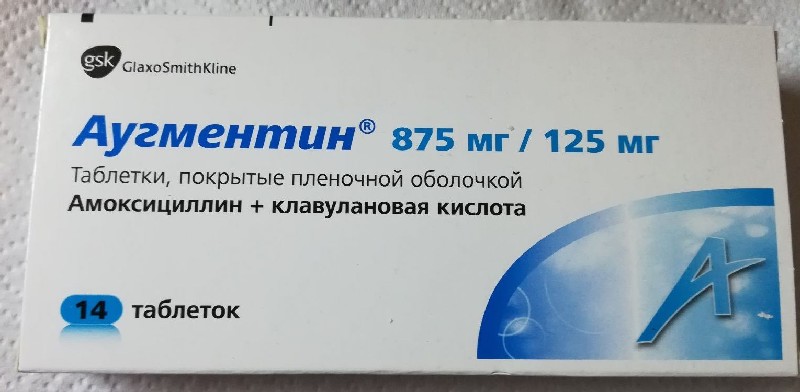 gsk GlaxoSmithKline
Аугментин® 875 мг / 125 мг
Таблетки, покрытые пленочной оболочкой
Амоксициллин + клавулановая кислота
14 таблеток
A